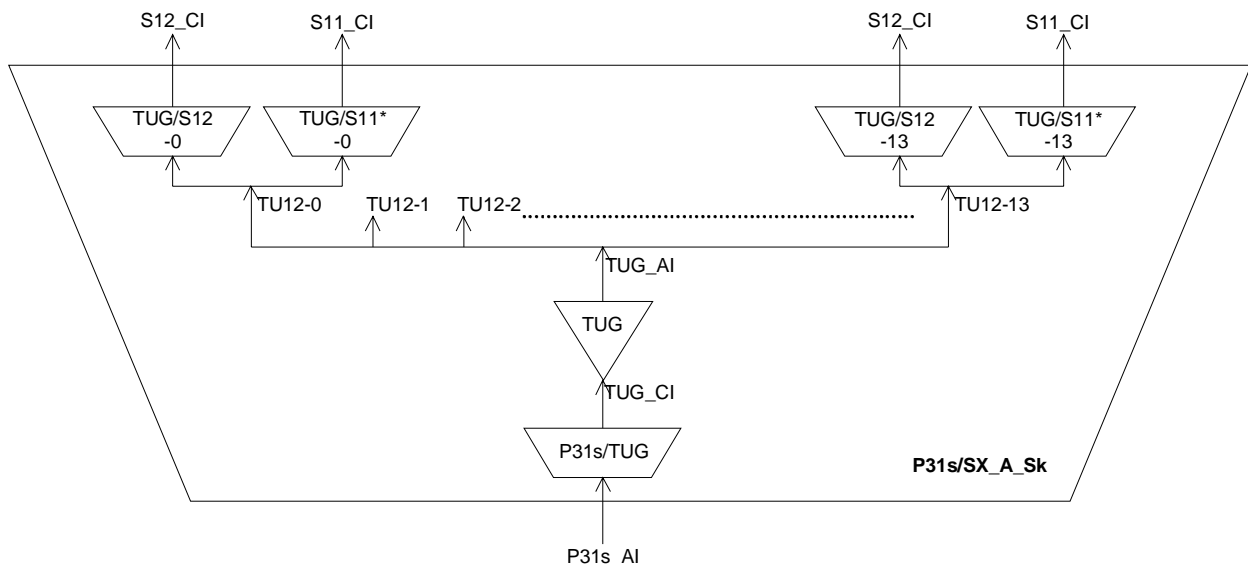 S12_CI
S11_CI
S12_CI
S11_CI
TUG/S12
-0
TUG/S11*
-0
TUG/S12
-13
TUG/S11*
-13
TU12-0
TU12-1
TU12-2
TU12-13
TUG_AI
TUG
TUG_CI
P31s/TUG
P31s/SX_A_Sk
P31s_AI